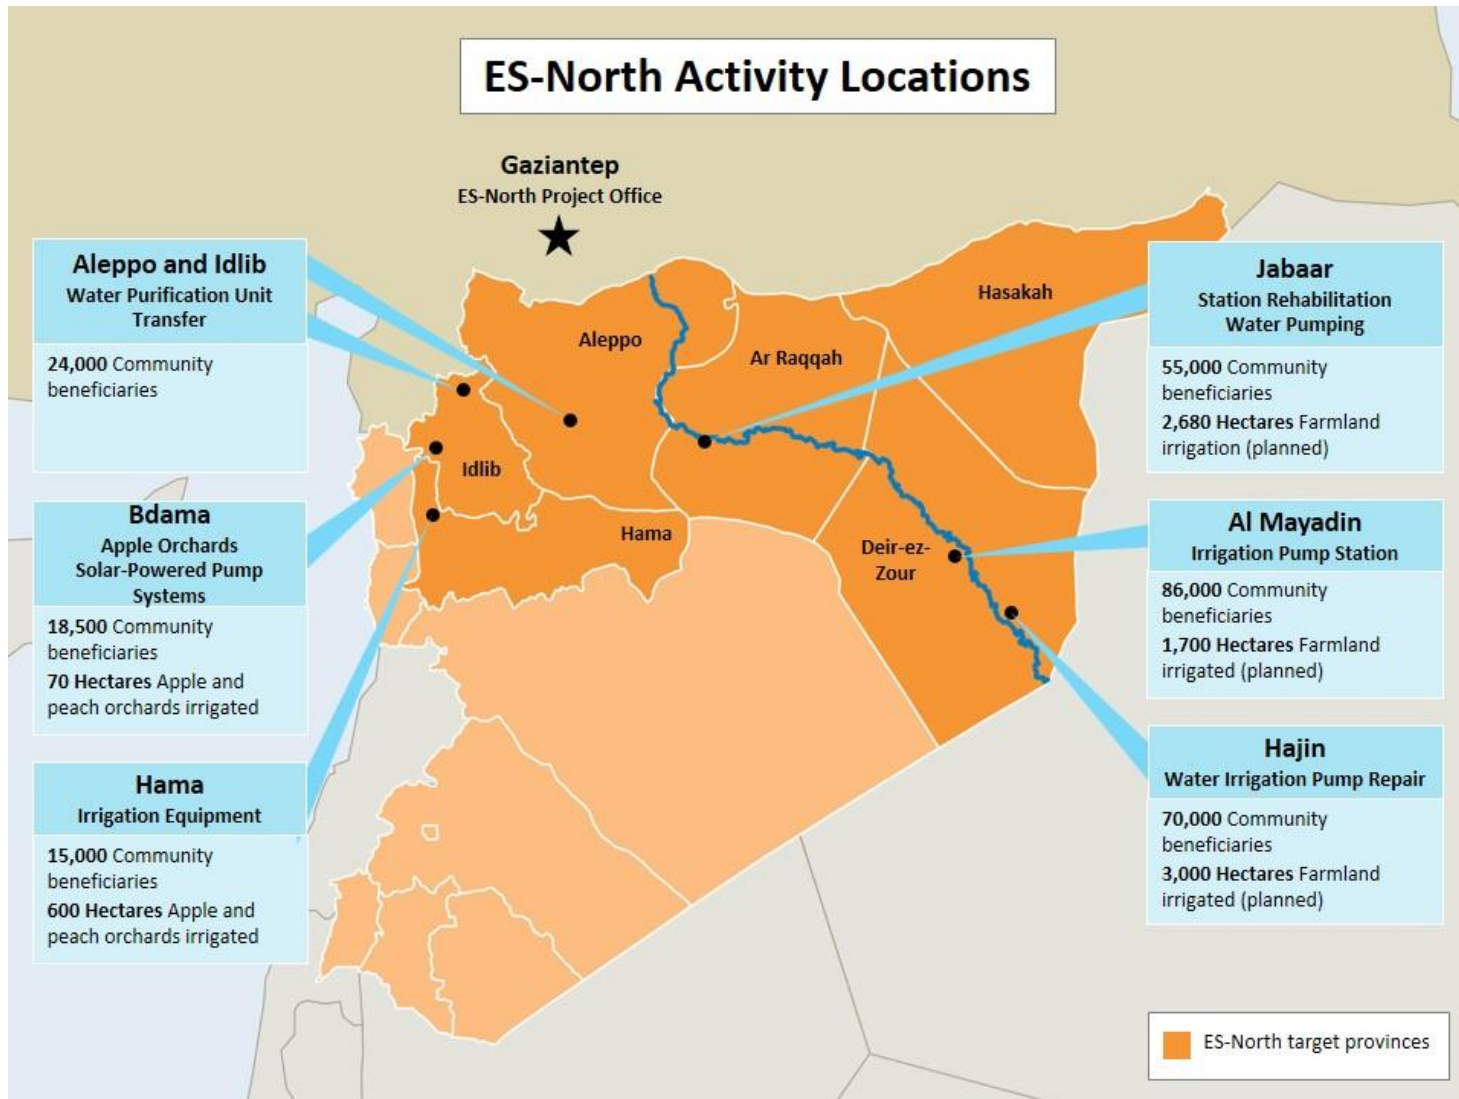 ES-North Activity Locations
Gaziantep
ES-North Project Office
Aleppo and Idlib
Water Purification Unit
Transfer
24,000 Community
beneficiaries
Bdama
Apple Orchards
Solar-Powered Pump
Systems
18,500 Community
beneficiaries
70 Hectares Apple and
peach orchards irrigated
Hama
Irrigation Equipment
15,000 Community
beneficiaries
600 Hectares Apple and
peach orchards irrigated
Aleppo
Ar Raqqah
Hasakah
Idlib
Hama
Deir-ez-
Zour
Jabaar
Station Rehabilitation
Water Pumping
55,000 Community
beneficiaries
2,680 Hectares Farmland
irrigation (planned)
Al Mayadin
Irrigation Pump Station
86,000 Community
beneficiaries
1,700 Hectares Farmland
irrigated (planned)
Hajin
Water Irrigation Pump Repair
70,000 Community
beneficiaries
3,000 Hectares Farmland
irrigated (planned)
ES-North target provinces